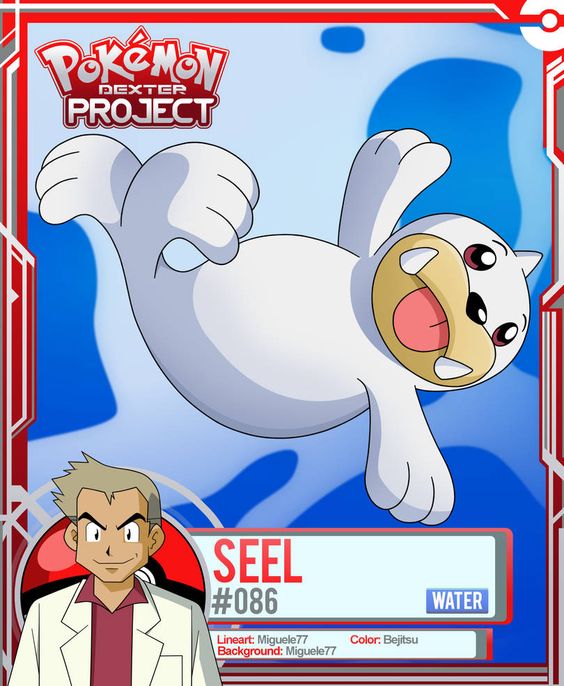 POKéMON
DEXTER
PROJECT
SEEL
#086
WATER
Lineart: Miguele77 Color: Bejitsu
Background: Miguele77